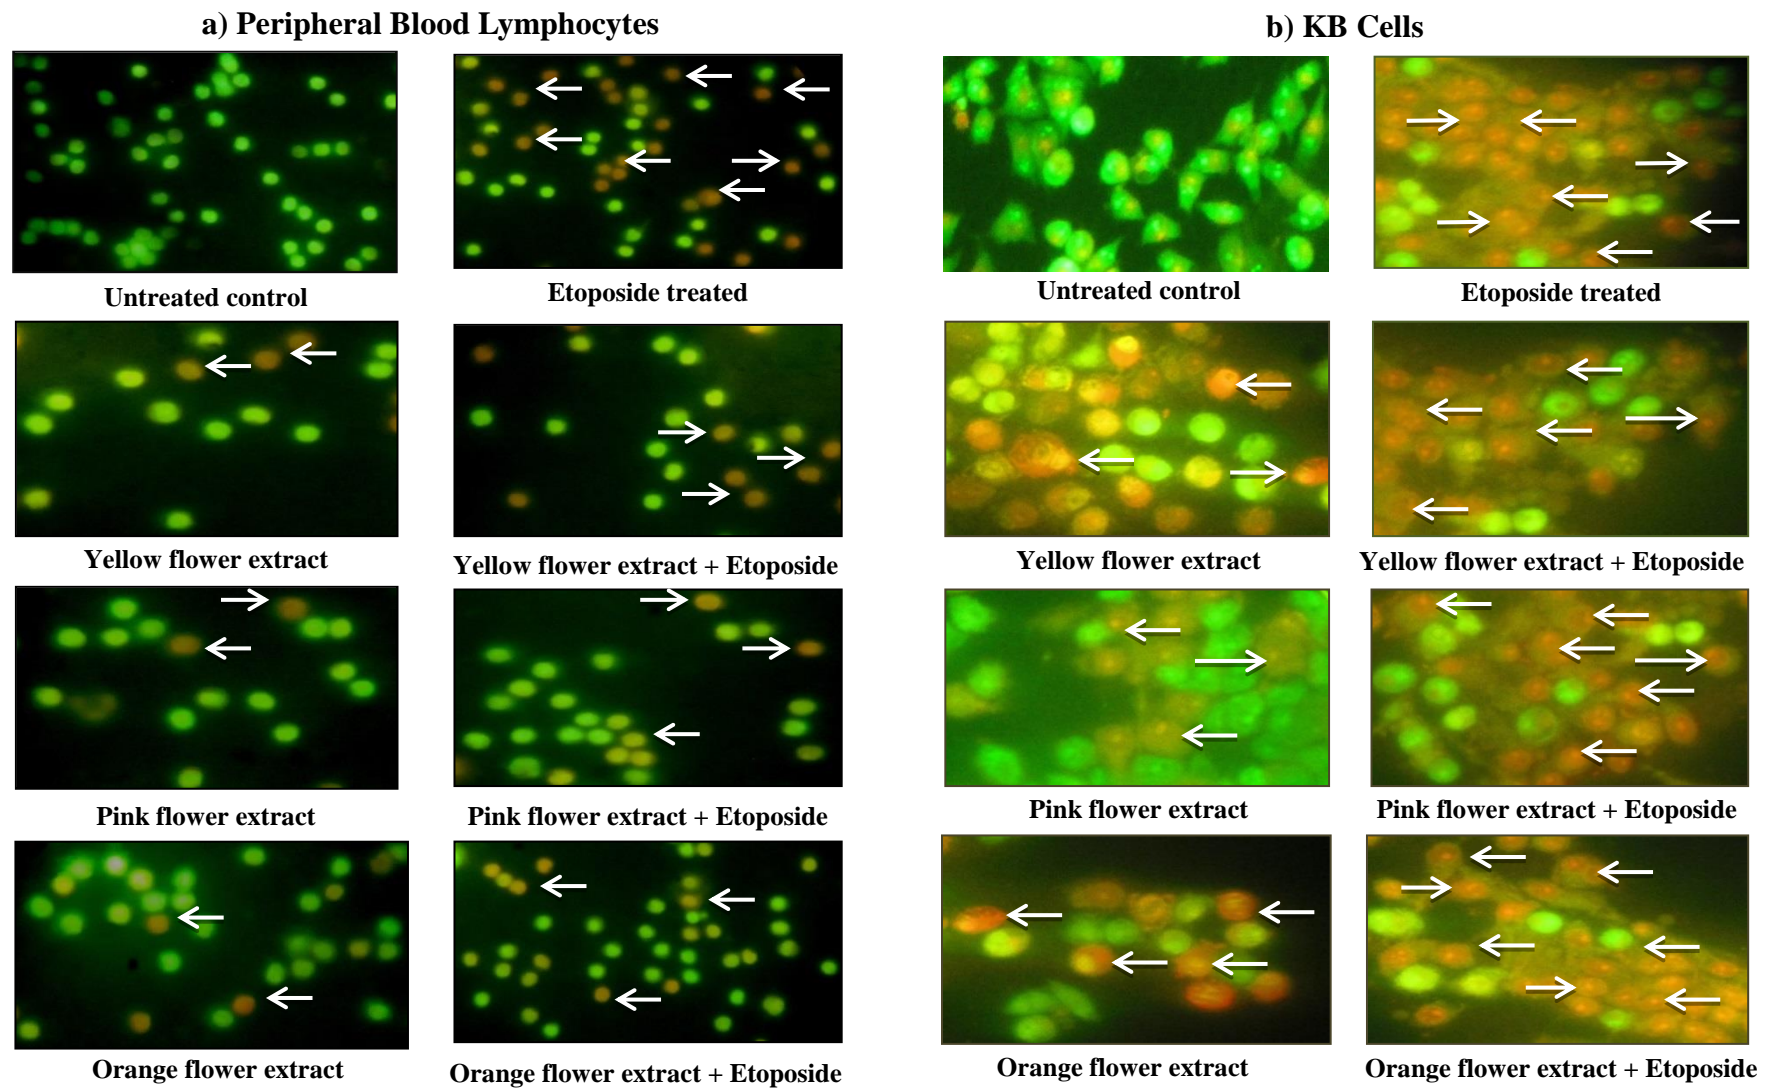 a) Peripheral Blood Lymphocytes
b) KB Cells
Untreated control
Etoposide treated
Untreated control
Etoposide treated
Yellow flower extract
Yellow flower extract + Etoposide
Yellow flower extract
Yellow flower extract + Etoposide
Pink flower extract
Pink flower extract + Etoposide
Pink flower extract
Pink flower extract + Etoposide
Orange flower extract
Orange flower extract + Etoposide
Orange flower extract
Orange flower extract + Etoposide